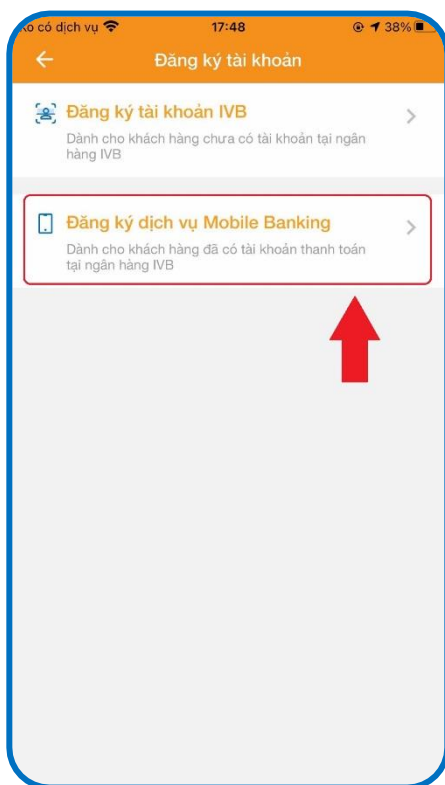 Ko có dịch vụ 17:48 38%
Đăng ký tài khoản
Đăng ký tài khoản IVB
Dành cho khách hàng chưa có tài khoản tại ngân
hàng IVB
Đăng ký dịch vụ Mobile Banking
Dành cho khách hàng đã có tài khoản thanh toán
tại ngân hàng IVB